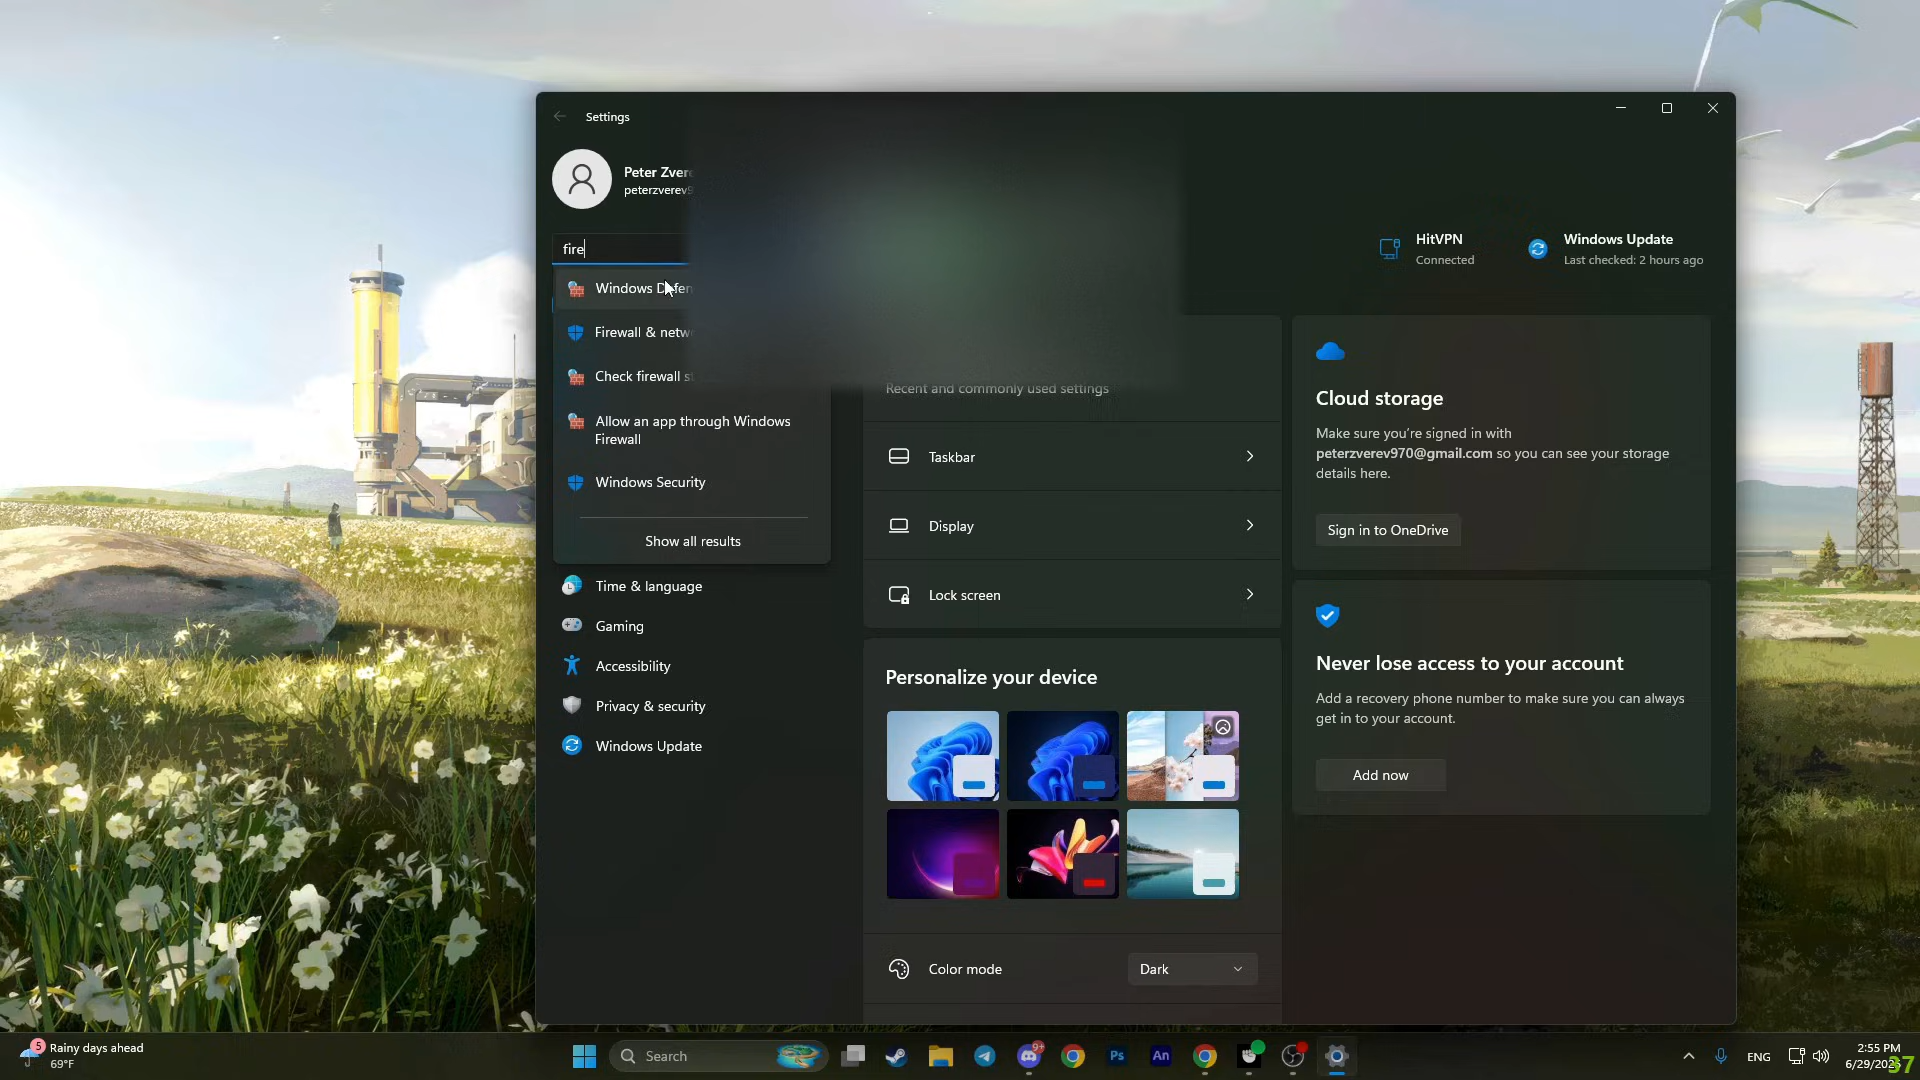 Settings
Peter
HitVPN
Connected
Windows Update
Last checked: 2 hours ago
fire
Windows
Firewall &
Check firewall
Allow an app through Windows
Firewall
Windows Security
Show all results
Time & language
Gaming
Accessibility
Privacy & security
Windows Update
Recent and commonly used settings
Taskbar
Display
Lock screen
Personalize your device
Color mode
Dark
Cloud storage
Make sure you're signed in with
peterzverev970@gmail.com so you can see your storage
details here.
Sign in to OneDrive
Never lose access to your account
Add a recovery phone number to make sure you can always
get in to your account.
Add now
5
Rainy days ahead
69°F
Search
9+
Ps
An
ENG
2:55 PM
37